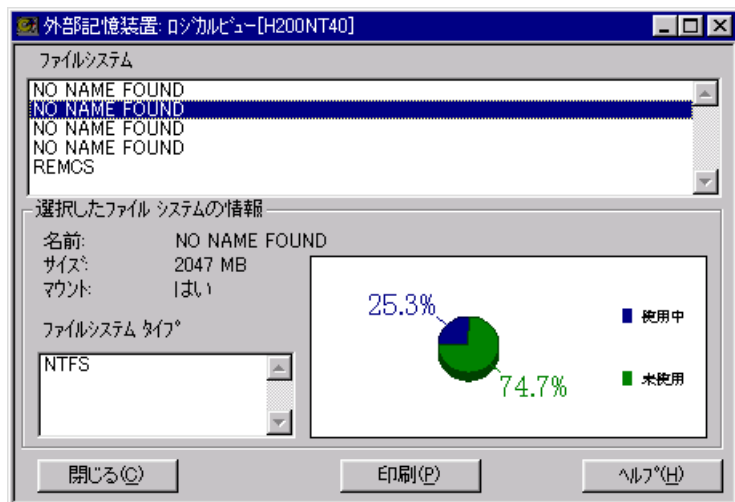 外部記憶装置: ﾛｼﾞｶﾙﾋﾞｭｰ[H200NT40]
ﾌｧｲﾙｼｽﾃﾑ
NO NAME FOUND
NO NAME FOUND
NO NAME FOUND
NO NAME FOUND
REMCS
選択したﾌｧｲﾙ ｼｽﾃﾑの情報
名前: NO NAME FOUND
ｻｲｽﾞ: 2047 MB
ﾏｳﾝﾄ: はい
ﾌｧｲﾙｼｽﾃﾑ ﾀｲﾌﾟ
NTFS
25.3%
74.7%
使用中
未使用
閉じる(C) 印刷(P) ﾍﾙﾌﾟ(H)